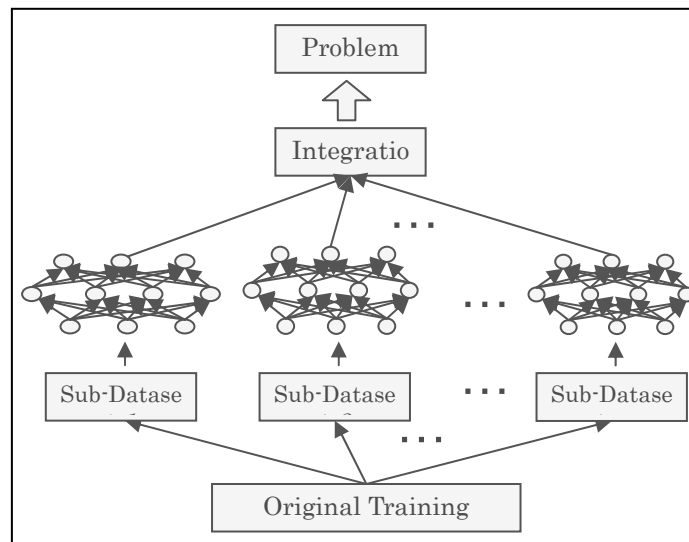 Problem
Integratio
...
...
Sub-Datase
Sub-Datase
...
Sub-Datase
...
Original Training